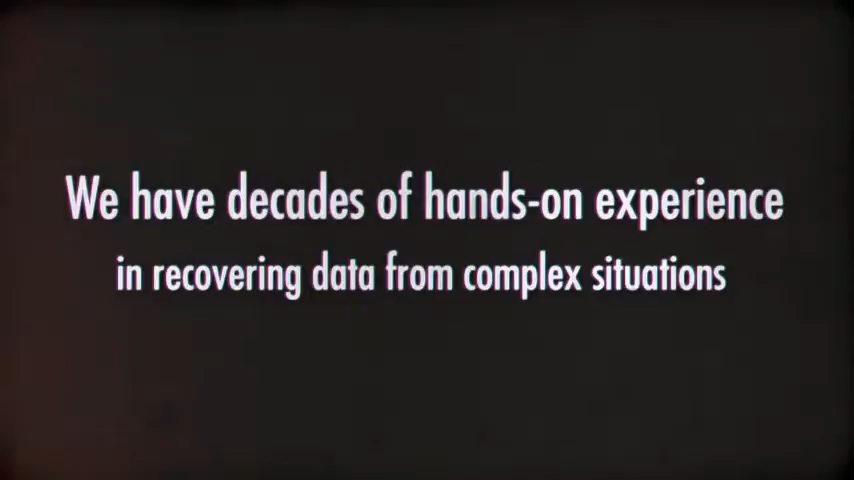 We have decades of hands-on experience
in recovering data from complex situations